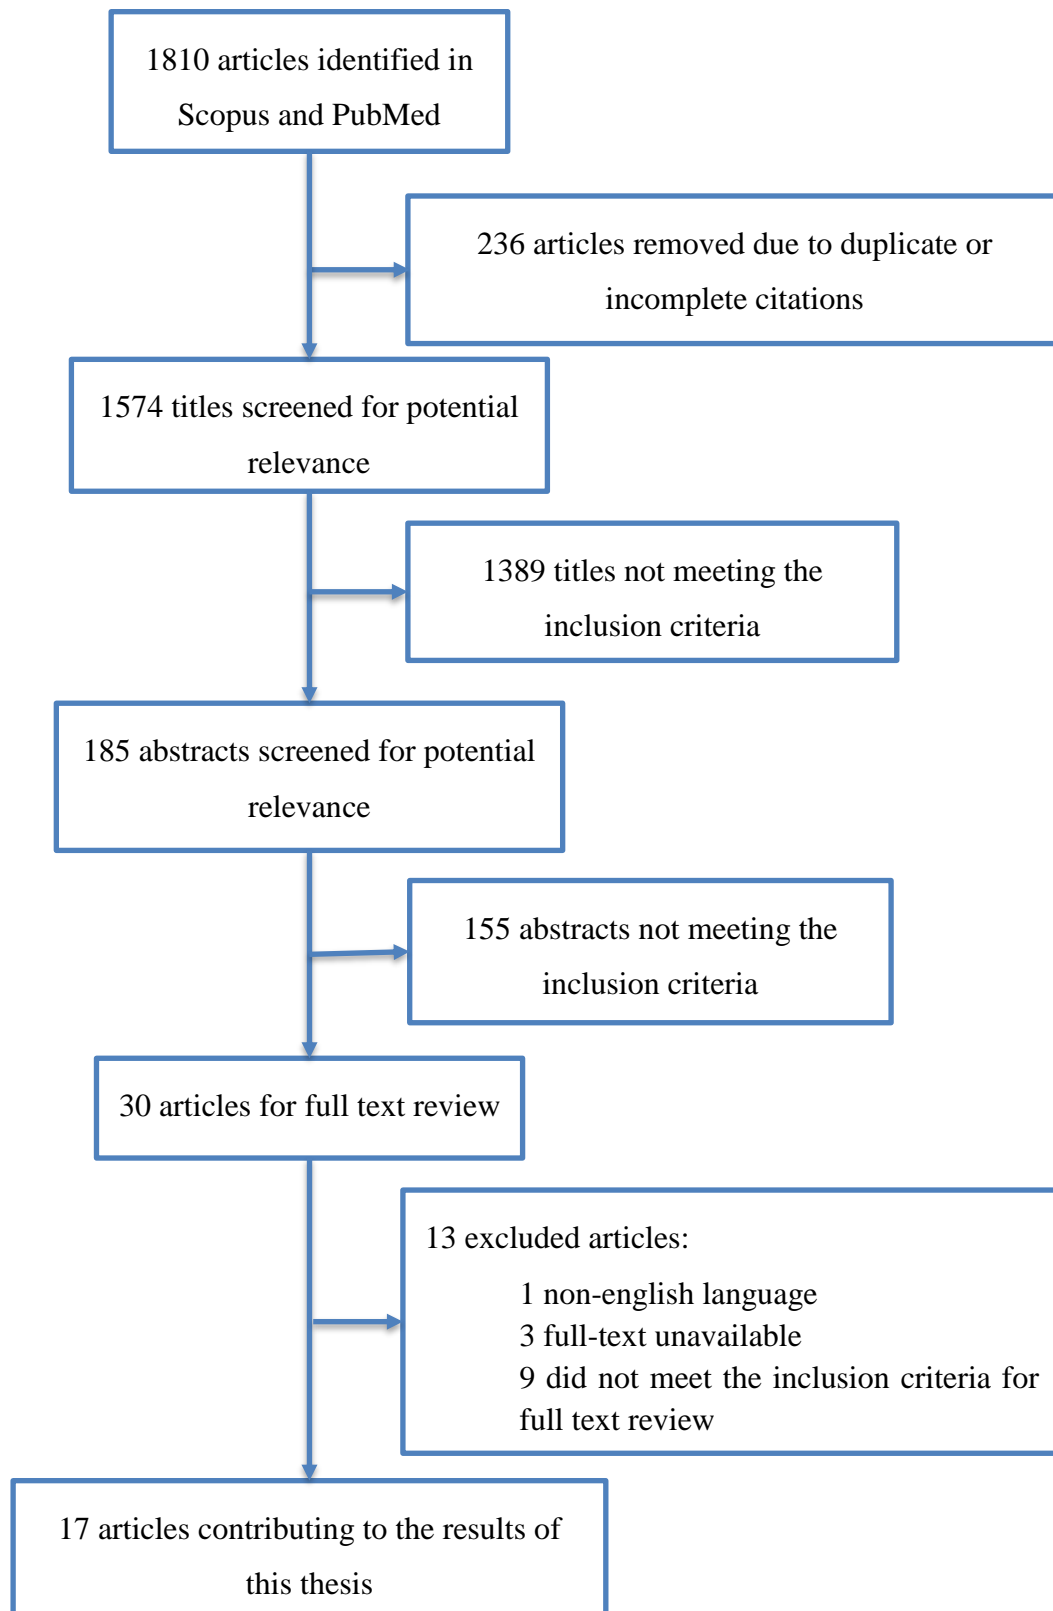 1810 articles identified in
Scopus and PubMed
236 articles removed due to duplicate or
incomplete citations
1574 titles screened for potential
relevance
1389 titles not meeting the
inclusion criteria
185 abstracts screened for potential
relevance
155 abstracts not meeting the
inclusion criteria
30 articles for full text review
13 excluded articles:
1 non-english language
3 full-text unavailable
9 did not meet the inclusion criteria for
full text review
17 articles contributing to the results of
this thesis